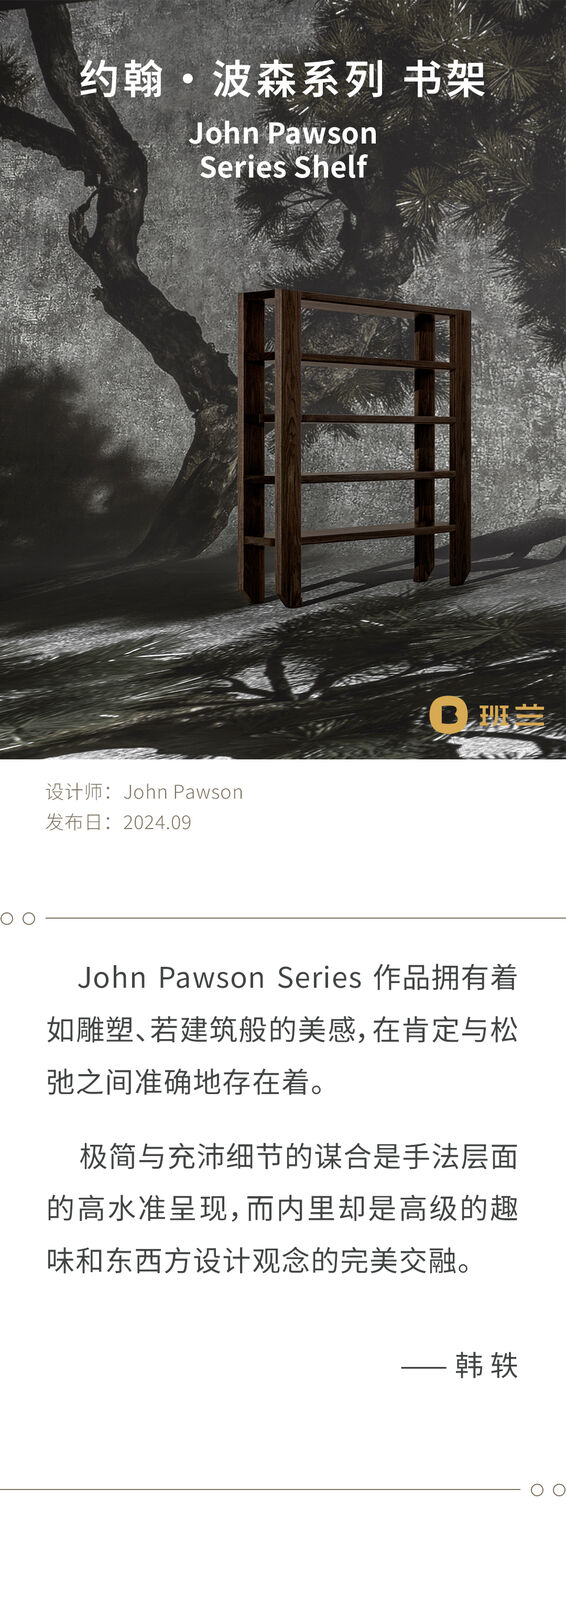 约翰·波森系列 书架
John Pawson
Series Shelf
B 班兰
设计师：John Pawson
发布日：2024.09
John Pawson Series 作品拥有着
如雕塑、若建筑般的美感，在肯定与松
弛之间准确地存在着。
极简与充沛细节的谋合是手法层面
的高水准呈现，而内里却是高级的趣
味和东西方设计观念的完美交融。
—— 韩 轶